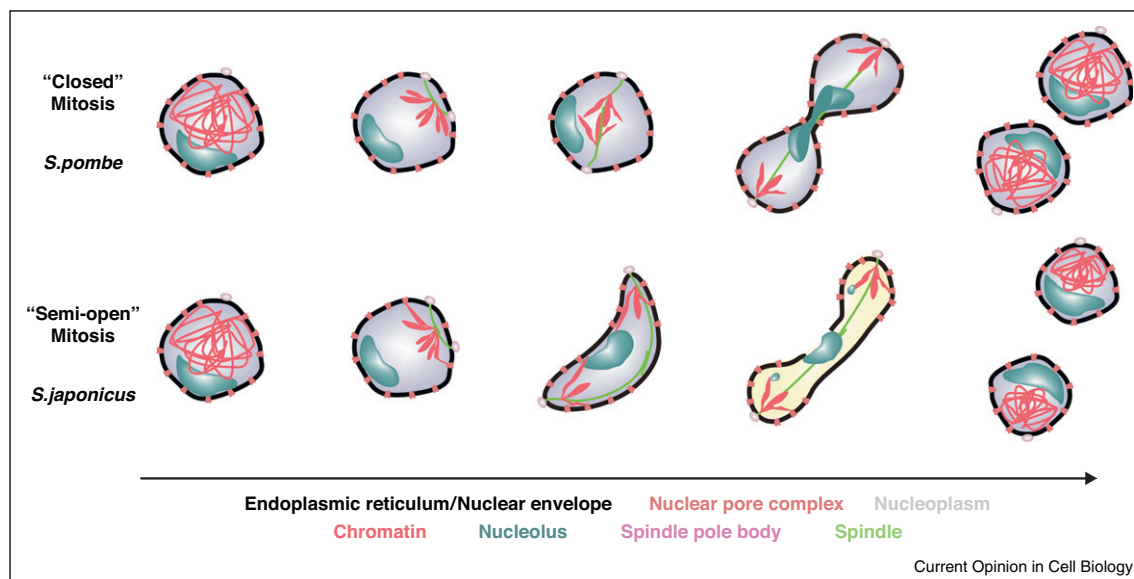 “Closed”
Mitosis
S.pombe
“Semi-open”
Mitosis
S.japonicus
Endoplasmic reticulum/Nuclear envelope Nuclear pore complex Nucleoplasm
Chromatin Nucleolus Spindle pole body Spindle
Current Opinion in Cell Biology